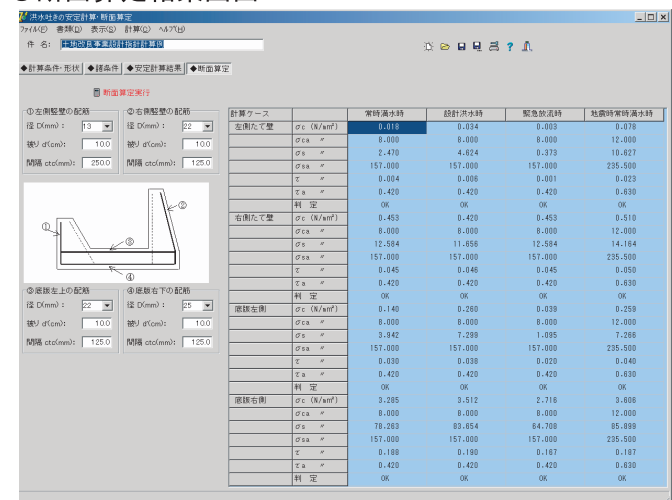 洪水吐きの安定計算・断面算定
ファイル(F) 書類(D) 表示(S) 計算(C) ヘルプ(H)
件 名: 土地改良事業設計指針計算例
◆計算条件・形状 ◆諸条件 ◆安定計算結果 ◆断面算定
断面算定実行
①左側竪壁の配筋 ②右側竪壁の配筋
径 D(mm): 13 径 D(mm): 22
被り d'(cm): 10.0 被り d'(cm): 10.0
間隔 ctc(mm): 250.0 間隔 ctc(mm): 125.0
①
②
③
④
③底版左上の配筋 ④底版右下の配筋
径 D(mm): 22 径 D(mm): 25
被り d'(cm): 10.0 被り d'(cm): 10.0
間隔 ctc(mm): 125.0 間隔 ctc(mm): 125.0
計算ケース 常時満水時 設計洪水時 緊急放流時 地震時常時満水時
左側たて壁 σc (N/mm²) 0.018 0.034 0.003 0.078
σca 〃 8.000 8.000 8.000 12.000
σs 〃 2.470 4.624 0.373 10.627
σsa 〃 157.000 157.000 157.000 235.500
τ 〃 0.004 0.006 0.001 0.023
τa 〃 0.420 0.420 0.420 0.630
判 定 OK OK OK OK
右側たて壁 σc (N/mm²) 0.453 0.420 0.453 0.510
σca 〃 8.000 8.000 8.000 12.000
σs 〃 12.584 11.656 12.584 14.164
σsa 〃 157.000 157.000 157.000 235.500
τ 〃 0.045 0.046 0.045 0.050
τa 〃 0.420 0.420 0.420 0.630
判 定 OK OK OK OK
底版左側 σc (N/mm²) 0.140 0.260 0.039 0.259
σca 〃 8.000 8.000 8.000 12.000
σs 〃 3.942 7.299 1.095 7.266
σsa 〃 157.000 157.000 157.000 235.500
τ 〃 0.030 0.038 0.020 0.040
τa 〃 0.420 0.420 0.420 0.630
判 定 OK OK OK OK
底版右側 σc (N/mm²) 3.285 3.512 2.716 3.606
σca 〃 8.000 8.000 8.000 12.000
σs 〃 78.263 83.654 64.708 85.899
σsa 〃 157.000 157.000 157.000 235.500
τ 〃 0.188 0.190 0.167 0.187
τa 〃 0.420 0.420 0.420 0.630
判 定 OK OK OK OK